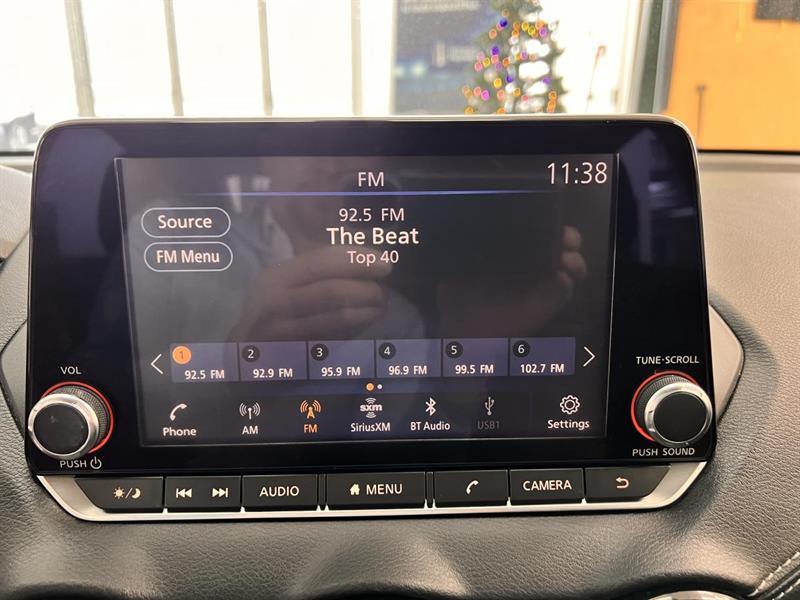 FM
11:38
Source
92.5 FM
The Beat
FM Menu
Top 40
1 92.5 FM
2 92.9 FM
3 95.9 FM
4 96.9 FM
5 99.5 FM
6 102.7 FM
VOL
TUNE·SCROLL
Phone
AM
FM
sxm
SiriusXM
BT Audio
USB1
Settings
PUSH
PUSH SOUND
AUDIO
MENU
CAMERA